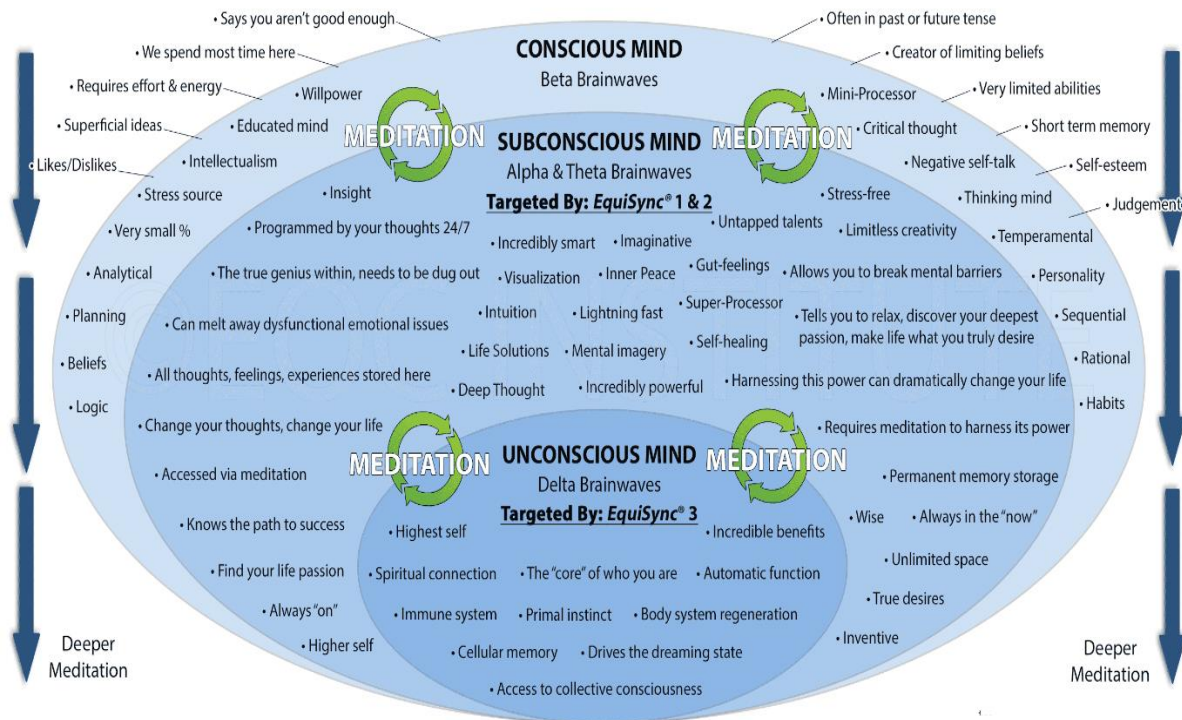 • Says you aren't good enough
• Often in past or future tense
• We spend most time here
CONSCIOUS MIND
Beta Brainwaves
• Creator of limiting beliefs
• Requires effort & energy
• Willpower
• Mini-Processor
• Very limited abilities
• Superficial ideas
• Educated mind
MEDITATION
MEDITATION
• Critical thought
• Short term memory
• Likes/Dislikes
• Intellectualism
SUBCONSCIOUS MIND
Alpha & Theta Brainwaves
Targeted By: EquiSync® 1 & 2
• Negative self-talk
• Self-esteem
• Stress source
• Insight
• Stress-free
• Thinking mind
• Judgement
• Very small %
• Programmed by your thoughts 24/7
• Incredibly smart
• Imaginative
• Untapped talents
• Limitless creativity
• Temperamental
• Analytical
• The true genius within, needs to be dug out
• Visualization
• Inner Peace
• Gut-feelings
• Allows you to break mental barriers
• Personality
©EOC INSTITUTE
• Planning
• Can melt away dysfunctional emotional issues
• Intuition
• Lightning fast
• Super-Processor
• Tells you to relax, discover your deepest
passion, make life what you truly desire
• Sequential
• Beliefs
• Life Solutions
• Mental imagery
• Self-healing
• Rational
• All thoughts, feelings, experiences stored here
• Deep Thought
• Incredibly powerful
• Harnessing this power can dramatically change your life
• Logic
• Habits
• Change your thoughts, change your life
MEDITATION
MEDITATION
• Requires meditation to harness its power
UNCONSCIOUS MIND
Delta Brainwaves
Targeted By: EquiSync® 3
• Accessed via meditation
• Permanent memory storage
• Knows the path to success
• Highest self
• Incredible benefits
• Wise
• Always in the "now"
• Find your life passion
• Spiritual connection
• The "core" of who you are
• Automatic function
• Unlimited space
• Always "on"
• Immune system
• Primal instinct
• Body system regeneration
• True desires
• Higher self
• Cellular memory
• Drives the dreaming state
• Inventive
• Access to collective consciousness
Deeper
Meditation
Deeper
Meditation